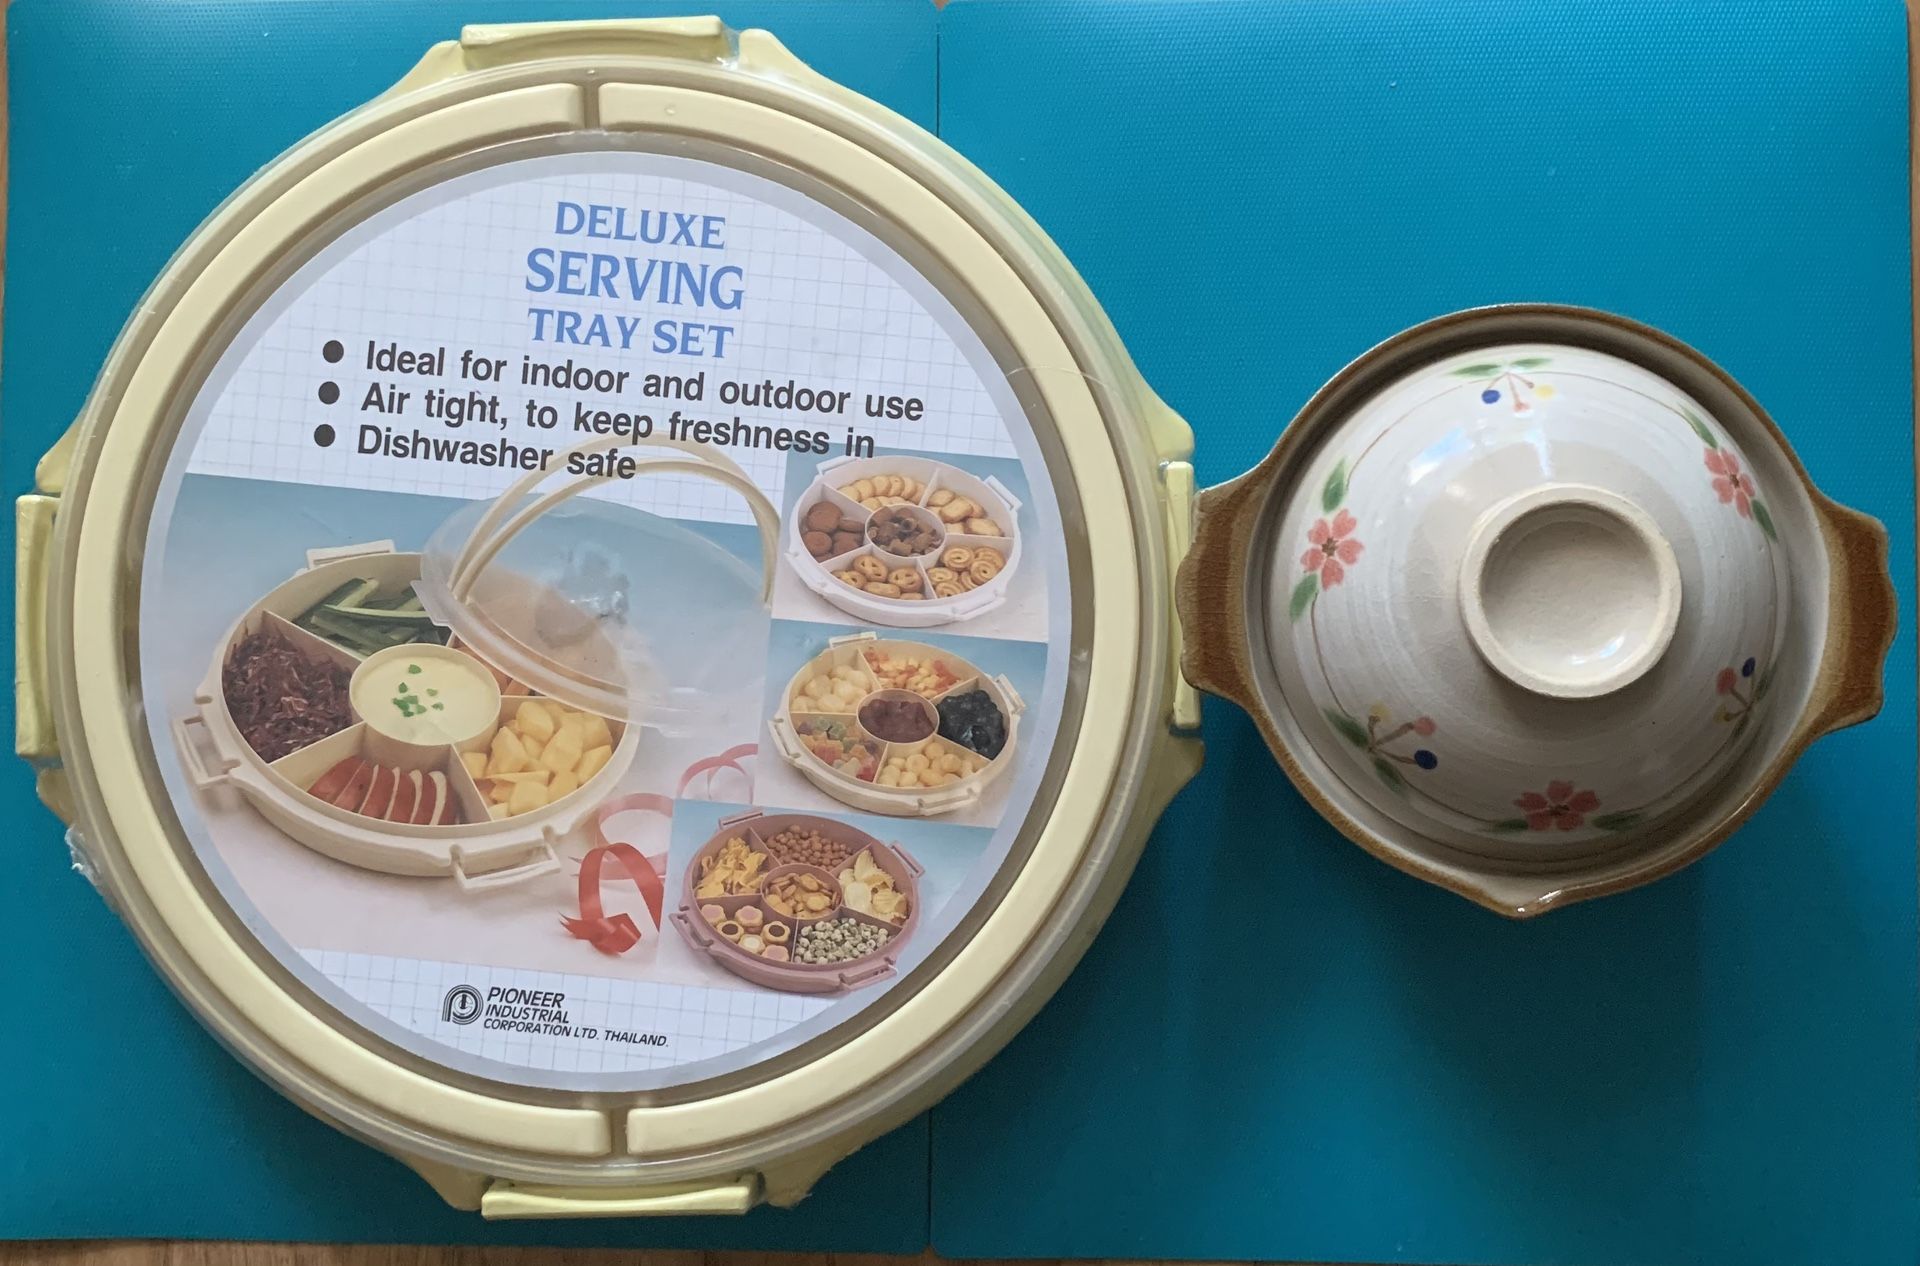 DELUXE
SERVING
TRAY SET
● Ideal for indoor and outdoor use
● Air tight, to keep freshness in
● Dishwasher safe
PIONEER
INDUSTRIAL
CORPORATION LTD. THAILAND.